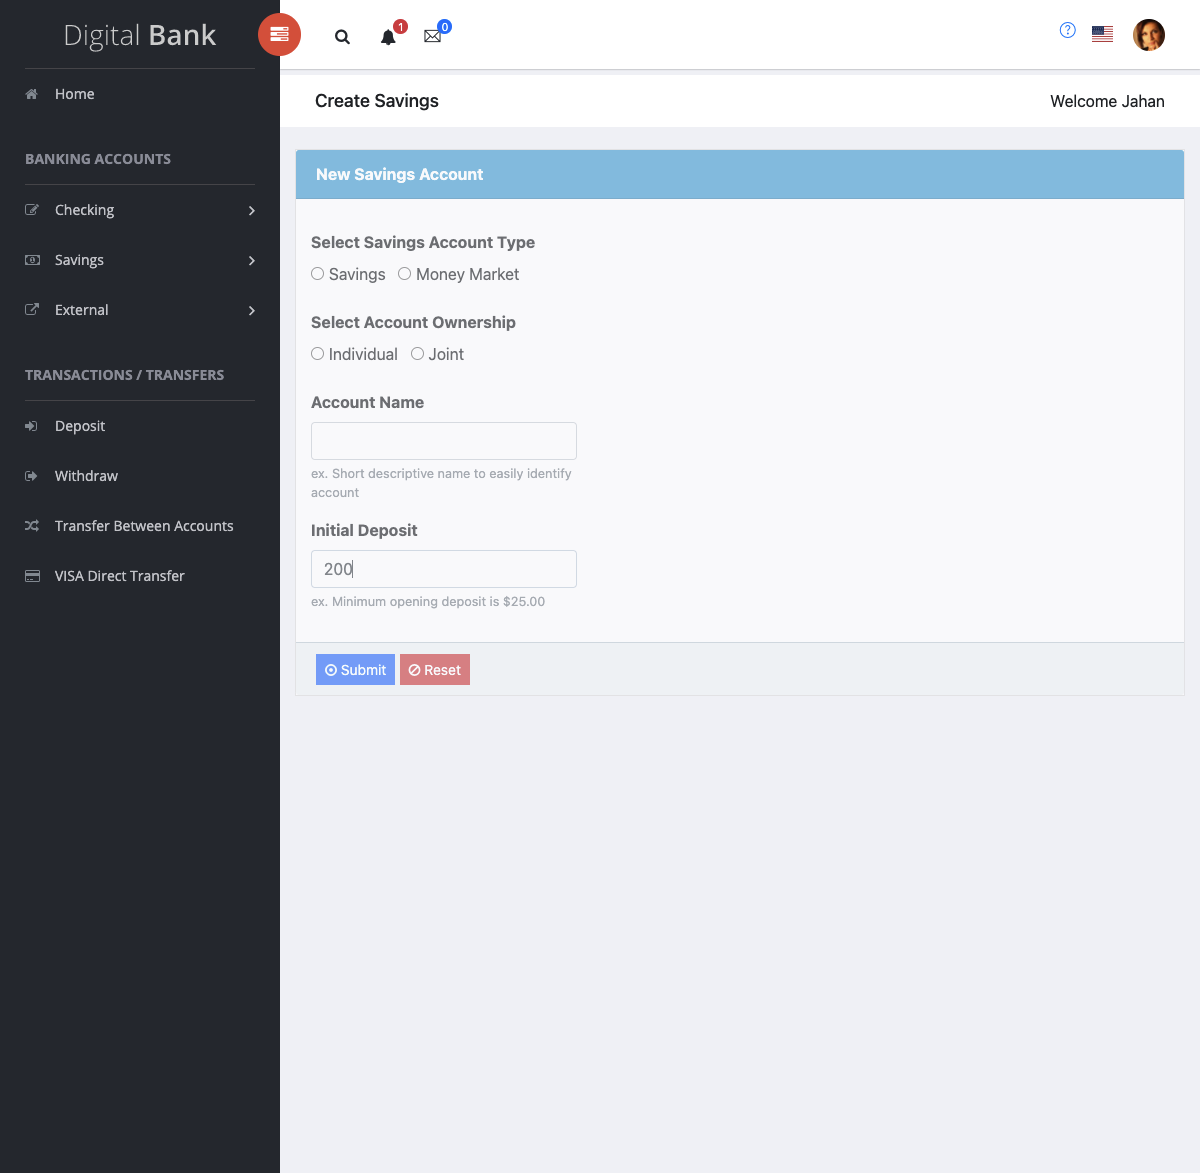 Digital Bank
1
0
Home
BANKING ACCOUNTS
Checking
Savings
External
TRANSACTIONS / TRANSFERS
Deposit
Withdraw
Transfer Between Accounts
VISA Direct Transfer
Create Savings
Welcome Jahan
New Savings Account
Select Savings Account Type
Savings Money Market
Select Account Ownership
Individual Joint
Account Name
ex. Short descriptive name to easily identify
account
Initial Deposit
200
ex. Minimum opening deposit is $25.00
Submit Reset